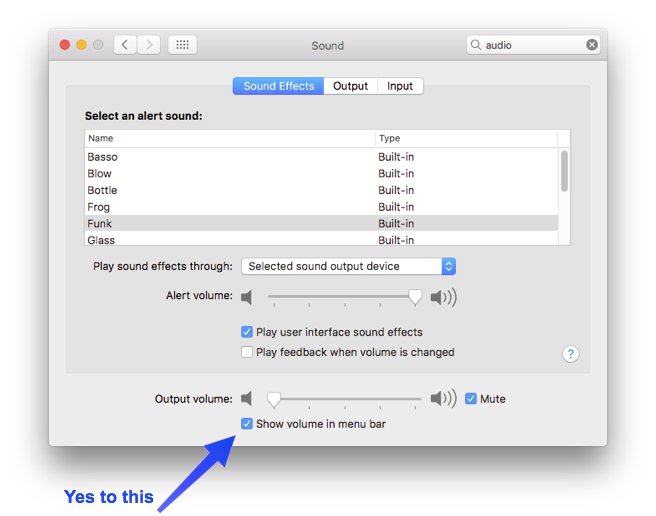 Sound
audio
Sound Effects Output Input
Select an alert sound:
Name Type
Basso Built-in
Blow Built-in
Bottle Built-in
Frog Built-in
Funk Built-in
Glass Built-in
Play sound effects through: Selected sound output device
Alert volume:
Play user interface sound effects
Play feedback when volume is changed
?
Output volume: Mute
Show volume in menu bar
Yes to this